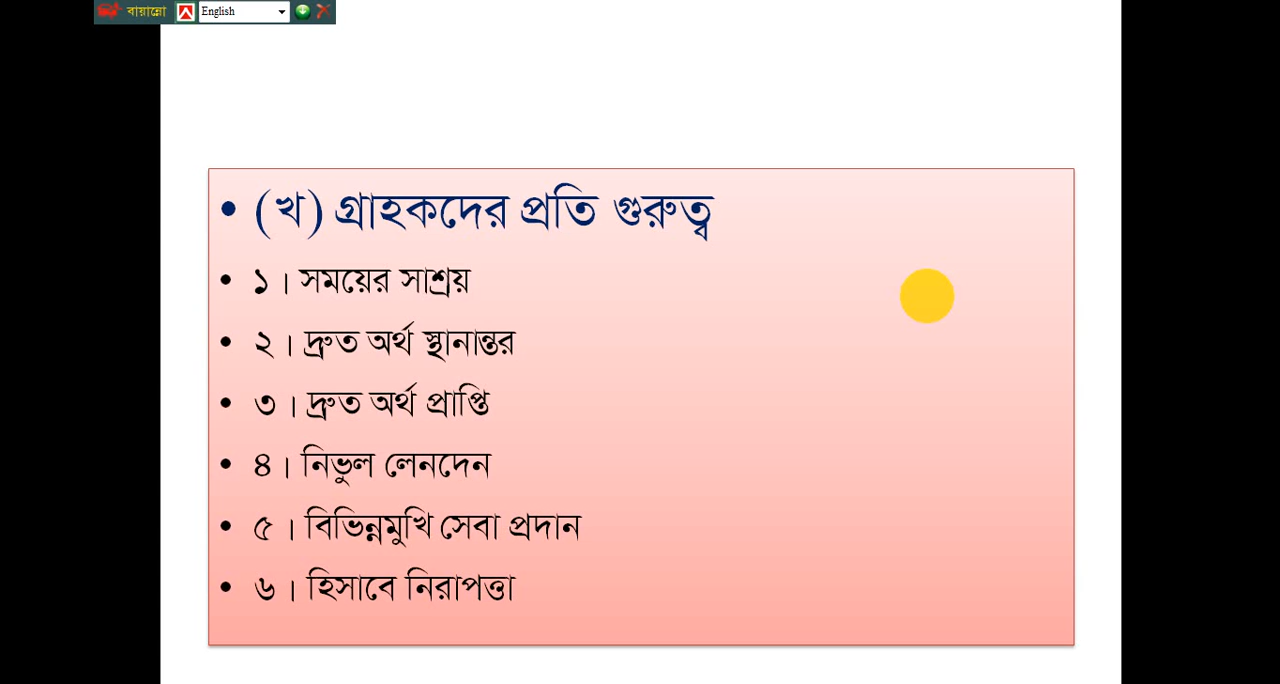 বায়ান্নো English
• (খ) গ্রাহকদের প্রতি গুরুত্ব
• ১। সময়ের সাশ্রয়
• ২। দ্রুত অর্থ স্থানান্তর
• ৩। দ্রুত অর্থ প্রাপ্তি
• ৪। নিভুল লেনদেন
• ৫। বিভিন্নমুখি সেবা প্রদান
• ৬। হিসাবে নিরাপত্তা